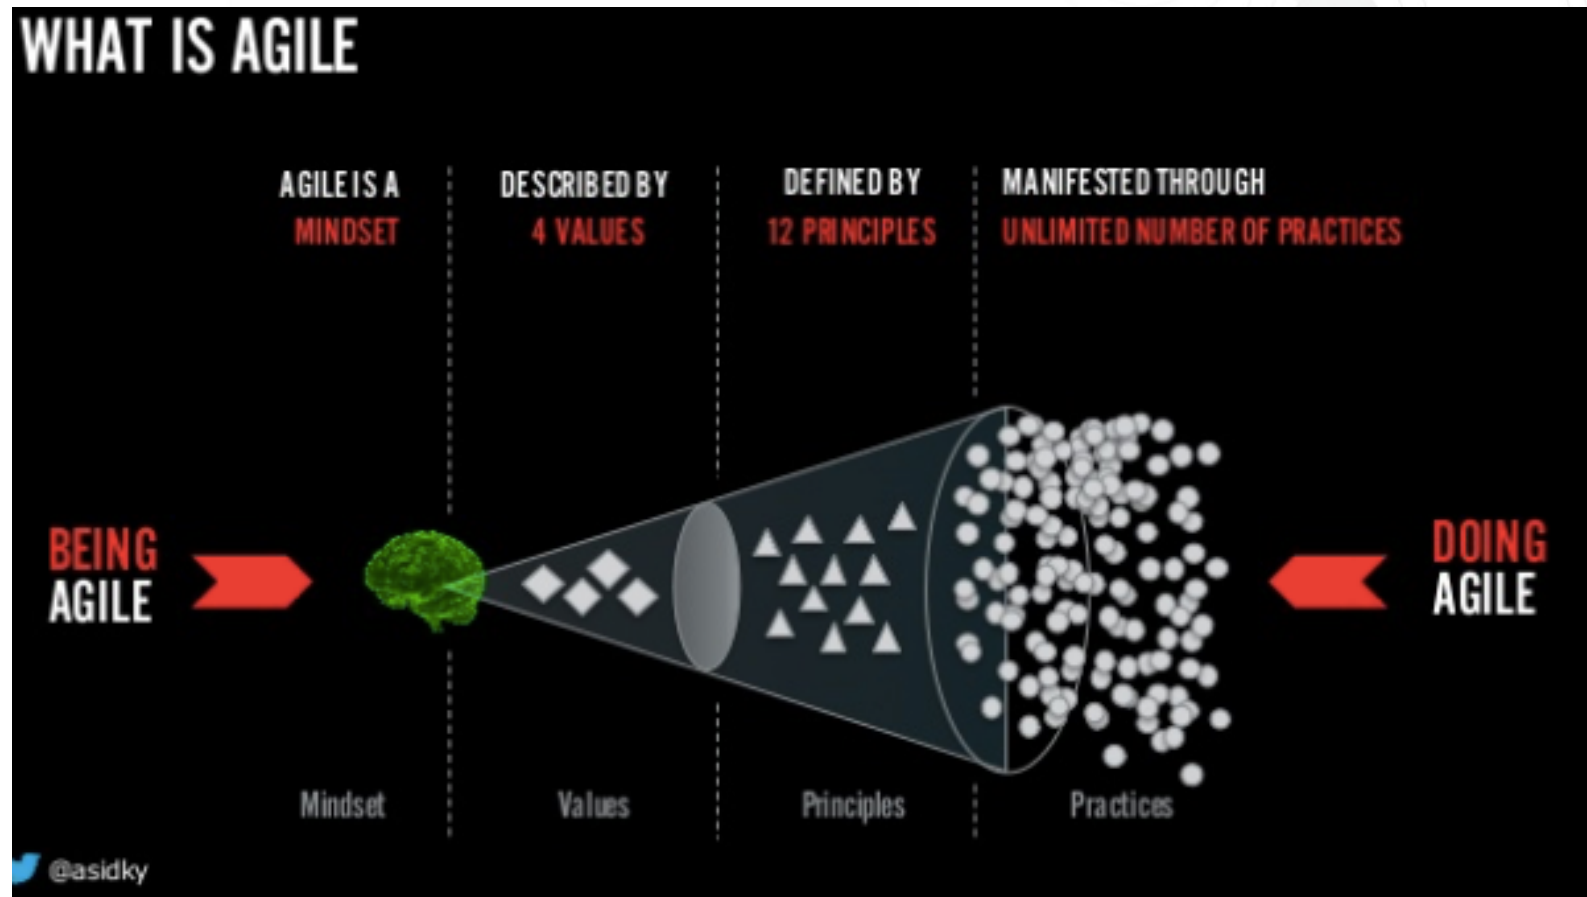 WHAT IS AGILE
AGILE IS A
MINDSET
DESCRIBED BY
4 VALUES
DEFINED BY
12 PRINCIPLES
MANIFESTED THROUGH
UNLIMITED NUMBER OF PRACTICES
BEING
AGILE
DOING
AGILE
Mindset
Values
Principles
Practices
@asidky